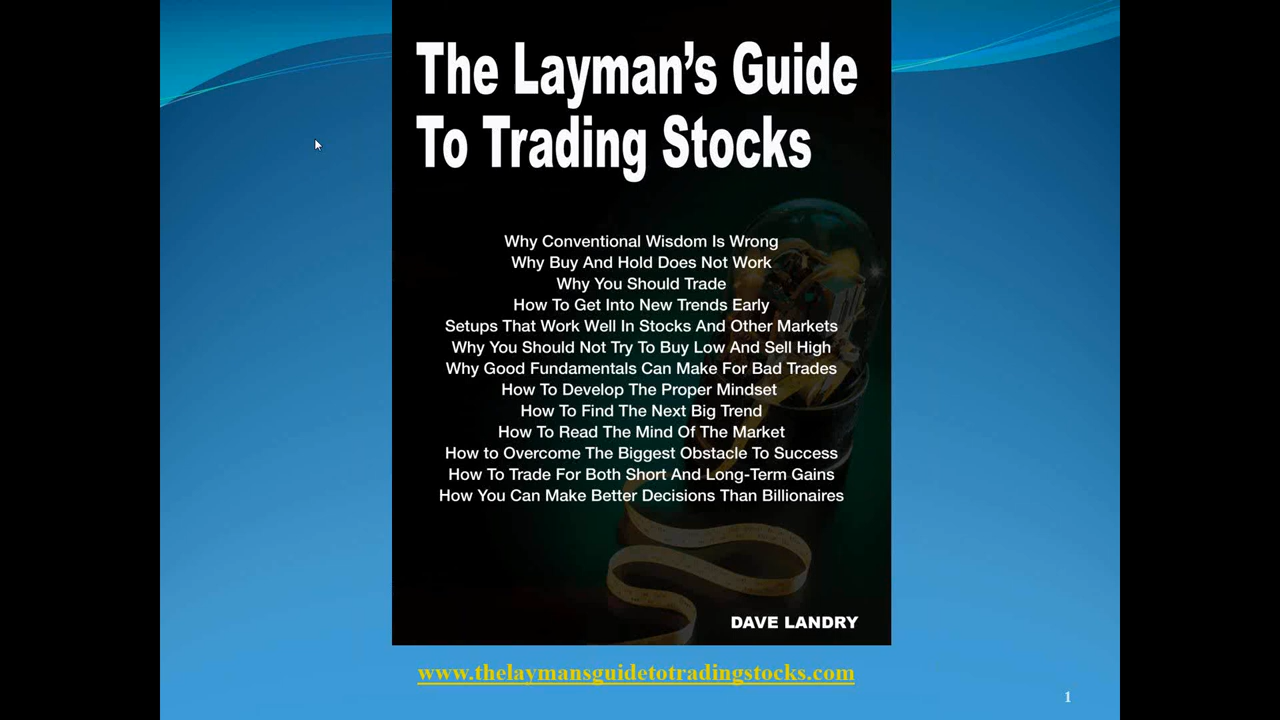 The Layman's Guide
To Trading Stocks
Why Conventional Wisdom Is Wrong
Why Buy And Hold Does Not Work
Why You Should Trade
How To Get Into New Trends Early
Setups That Work Well In Stocks And Other Markets
Why You Should Not Try To Buy Low And Sell High
Why Good Fundamentals Can Make For Bad Trades
How To Develop The Proper Mindset
How To Find The Next Big Trend
How To Read The Mind Of The Market
How to Overcome The Biggest Obstacle To Success
How To Trade For Both Short And Long-Term Gains
How You Can Make Better Decisions Than Billionaires
DAVE LANDRY
www.thelaymansguidetotradingstocks.com
1